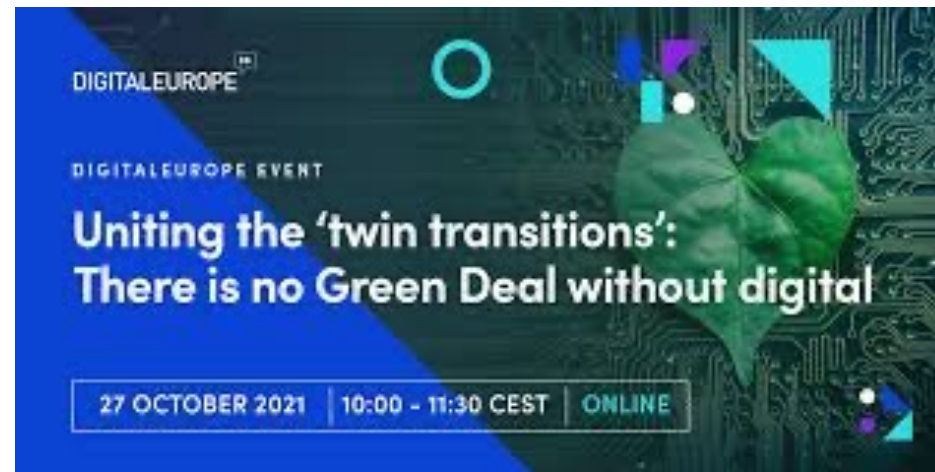 DIGITALEUROPE
DIGITALEUROPE EVENT
Uniting the ‘twin transitions’:
There is no Green Deal without digital
27 OCTOBER 2021 | 10:00 - 11:30 CEST | ONLINE